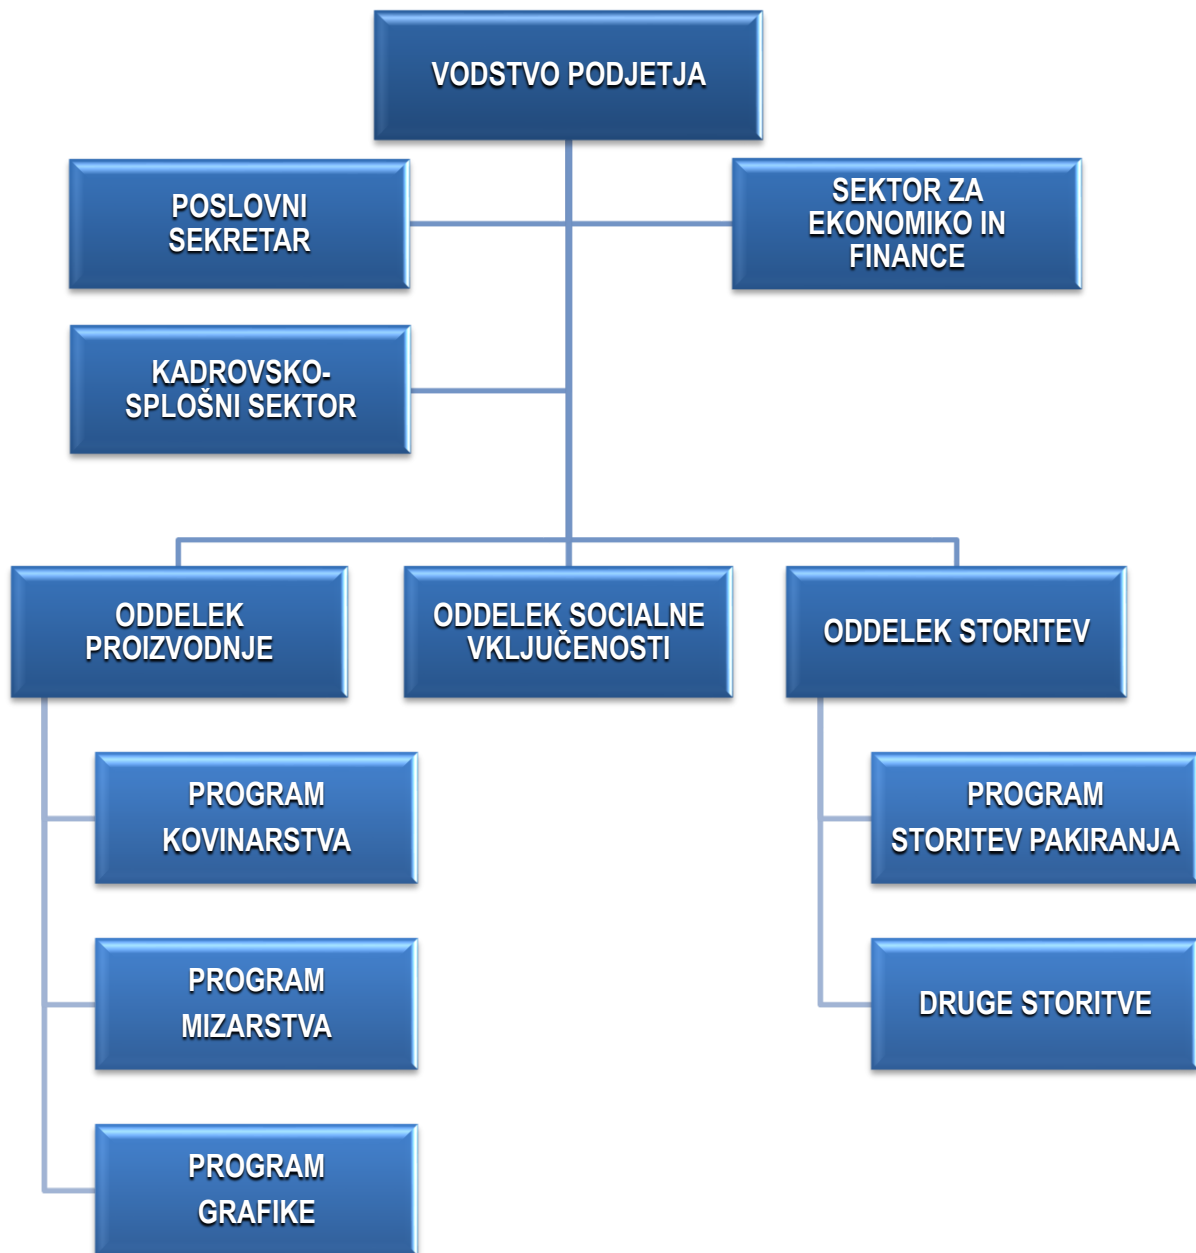 VODSTVO PODJETJA
POSLOVNI
SEKRETAR
SEKTOR ZA
EKONOMIKO IN
FINANCE
KADROVSKO-
SPLOŠNI SEKTOR
ODDELEK
PROIZVODNJE
ODDELEK SOCIALNE
VKLJUČENOSTI
ODDELEK STORITEV
PROGRAM
KOVINARSTVA
PROGRAM
STORITEV PAKIRANJA
PROGRAM
MIZARSTVA
DRUGE STORITVE
PROGRAM
GRAFIKE